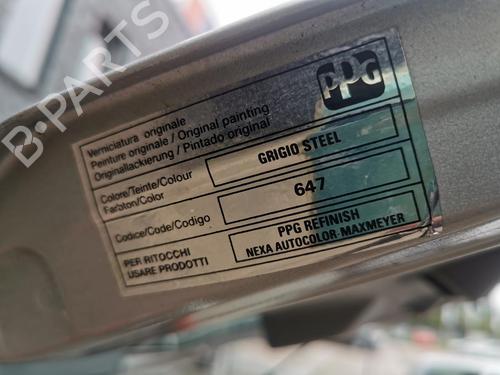 B-PARTS
PPG
Verniciatura originale
Peinture originale / Original painting
Originallackierung / Pintado original
Colore/Teinte/Colour
Farbton/Color
GRIGIO STEEL
Codice/Code/Codigo
647
PER RITOCCHI
USARE PRODOTTI
PPG REFINISH
NEXA AUTOCOLOR-MAXMEYER